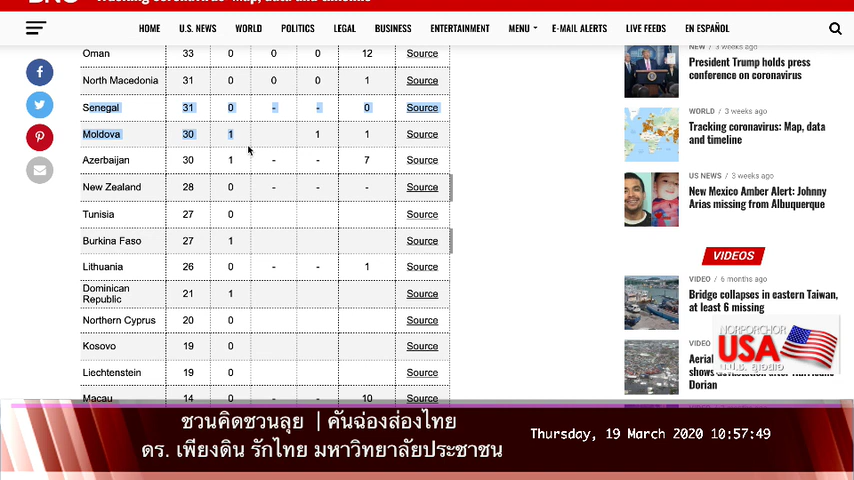 HOME U.S. NEWS WORLD POLITICS LEGAL BUSINESS ENTERTAINMENT MENU E-MAIL ALERTS LIVE FEEDS EN ESPAÑOL
Oman 33 0 0 0 12 Source
North Macedonia 31 0 0 0 1 Source
Senegal 31 0 - - 0 Source
Moldova 30 1 1 1 Source
Azerbaijan 30 1 - - 7 Source
New Zealand 28 0 - - - Source
Tunisia 27 0 Source
Burkina Faso 27 1 Source
Lithuania 26 0 - - 1 Source
Dominican
Republic 21 1 Source
Northern Cyprus 20 0 Source
Kosovo 19 0 Source
Liechtenstein 19 0 Source
Macau 14 0 - - 10 Source
NEW / 3 weeks ago
President Trump holds press
conference on coronavirus
WORLD / 3 weeks ago
Tracking coronavirus: Map, data
and timeline
US NEWS / 3 weeks ago
New Mexico Amber Alert: Johnny
Arias missing from Albuquerque
VIDEOS
VIDEO / 6 months ago
Bridge collapses in eastern Taiwan,
at least 6 missing
VIDEO
Aerial
shows
Dorian
NORPORCHOR
USA
ชวนคิดชวนลุย | คันฉ่องส่องไทย
ดร. เพียงดิน รักไทย มหาวิทยาลัยประชาชน
Thursday, 19 March 2020 10:57:49